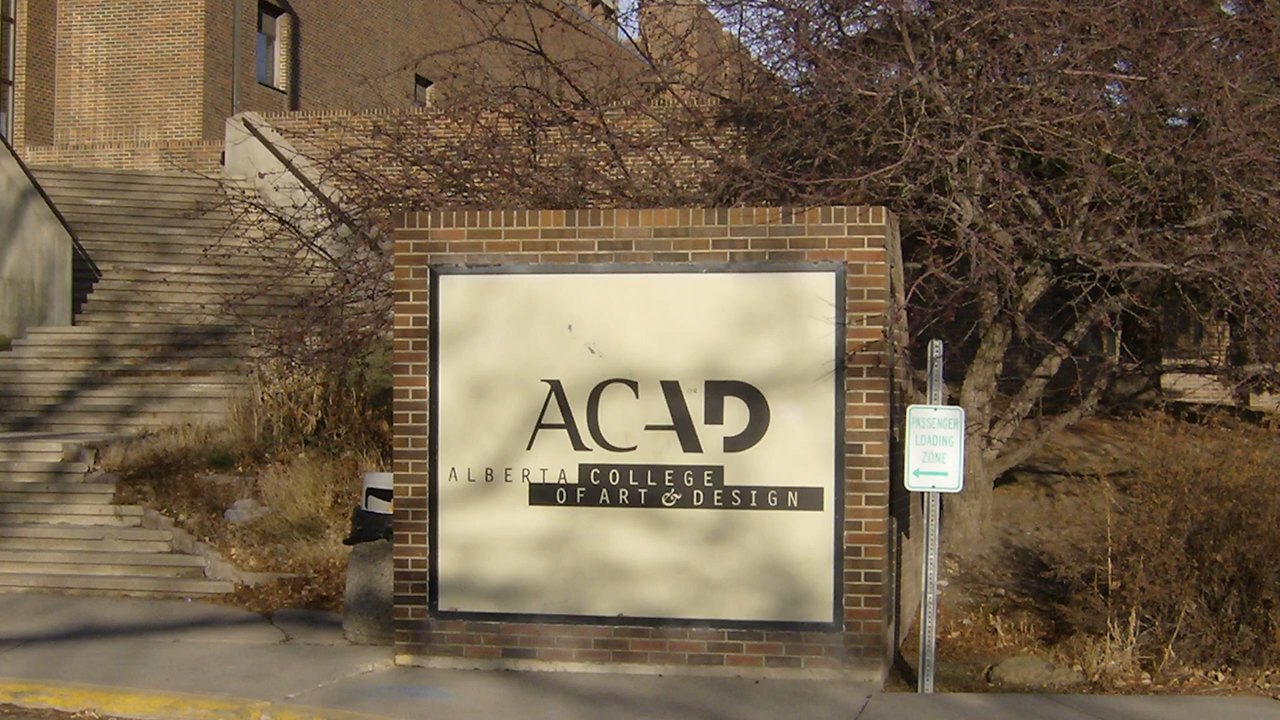 ACAD
ALBERTA COLLEGE
OF ART & DESIGN
PASSENGER
LOADING
ZONE